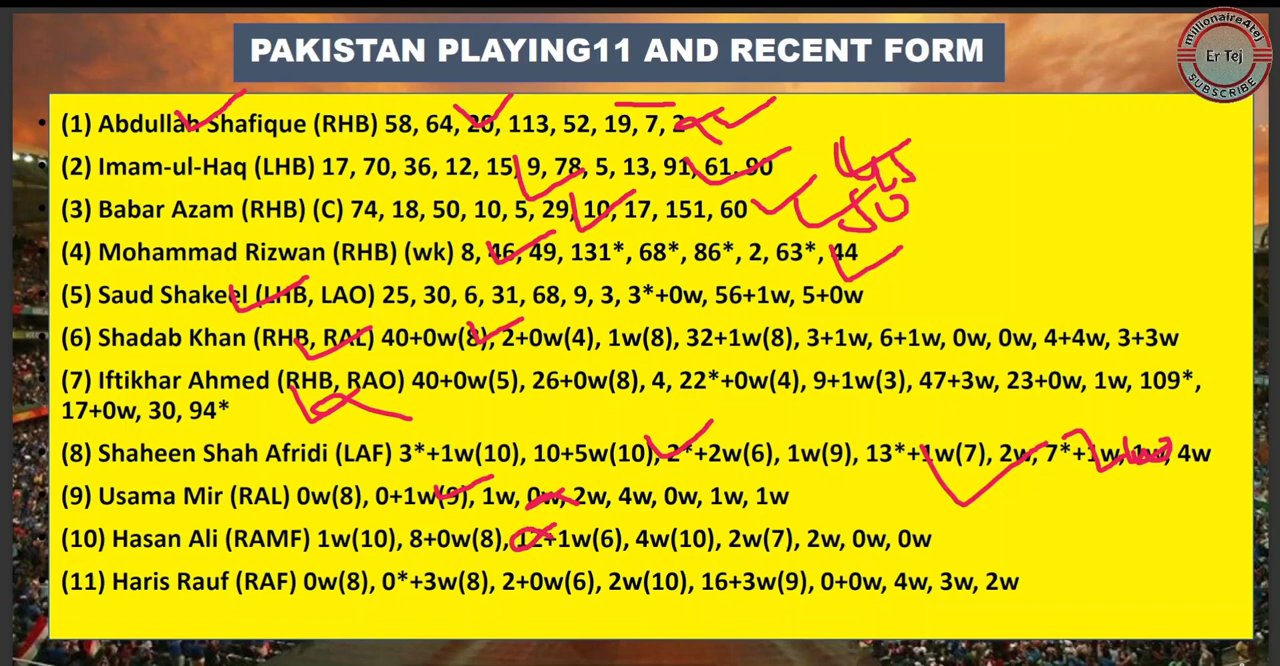 PAKISTAN PLAYING11 AND RECENT FORM
millionaire4tej
Er Tej
SUBSCRIBE
• (1) Abdullah Shafique (RHB) 58, 64, 20, 113, 52, 19, 7,
• (2) Imam-ul-Haq (LHB) 17, 70, 36, 12, 15, 9, 78, 5, 13, 91, 61, 90
45
• (3) Babar Azam (RHB) (C) 74, 18, 50, 10, 5, 29, 10, 17, 151, 60
50
• (4) Mohammad Rizwan (RHB) (wk) 8, 46, 49, 131*, 68*, 86*, 2, 63*, 44
• (5) Saud Shakeel (LHB, LAO) 25, 30, 6, 31, 68, 9, 3, 3*+0w, 56+1w, 5+0w
• (6) Shadab Khan (RHB, RAL) 40+0w(8), 2+0w(4), 1w(8), 32+1w(8), 3+1w, 6+1w, 0w, 0w, 4+4w, 3+3w
• (7) Iftikhar Ahmed (RHB, RAO) 40+0w(5), 26+0w(8), 4, 22*+0w(4), 9+1w(3), 47+3w, 23+0w, 1w, 109*,
17+0w, 30, 94*
• (8) Shaheen Shah Afridi (LAF) 3*+1w(10), 10+5w(10), 2*+2w(6), 1w(9), 13*+1w(7), 2w, 7*+1w, 1w, 4w
• (9) Usama Mir (RAL) 0w(8), 0+1w(9), 1w, 0w, 2w, 4w, 0w, 1w, 1w
• (10) Hasan Ali (RAMF) 1w(10), 8+0w(8), 12+1w(6), 4w(10), 2w(7), 2w, 0w, 0w
• (11) Haris Rauf (RAF) 0w(8), 0*+3w(8), 2+0w(6), 2w(10), 16+3w(9), 0+0w, 4w, 3w, 2w